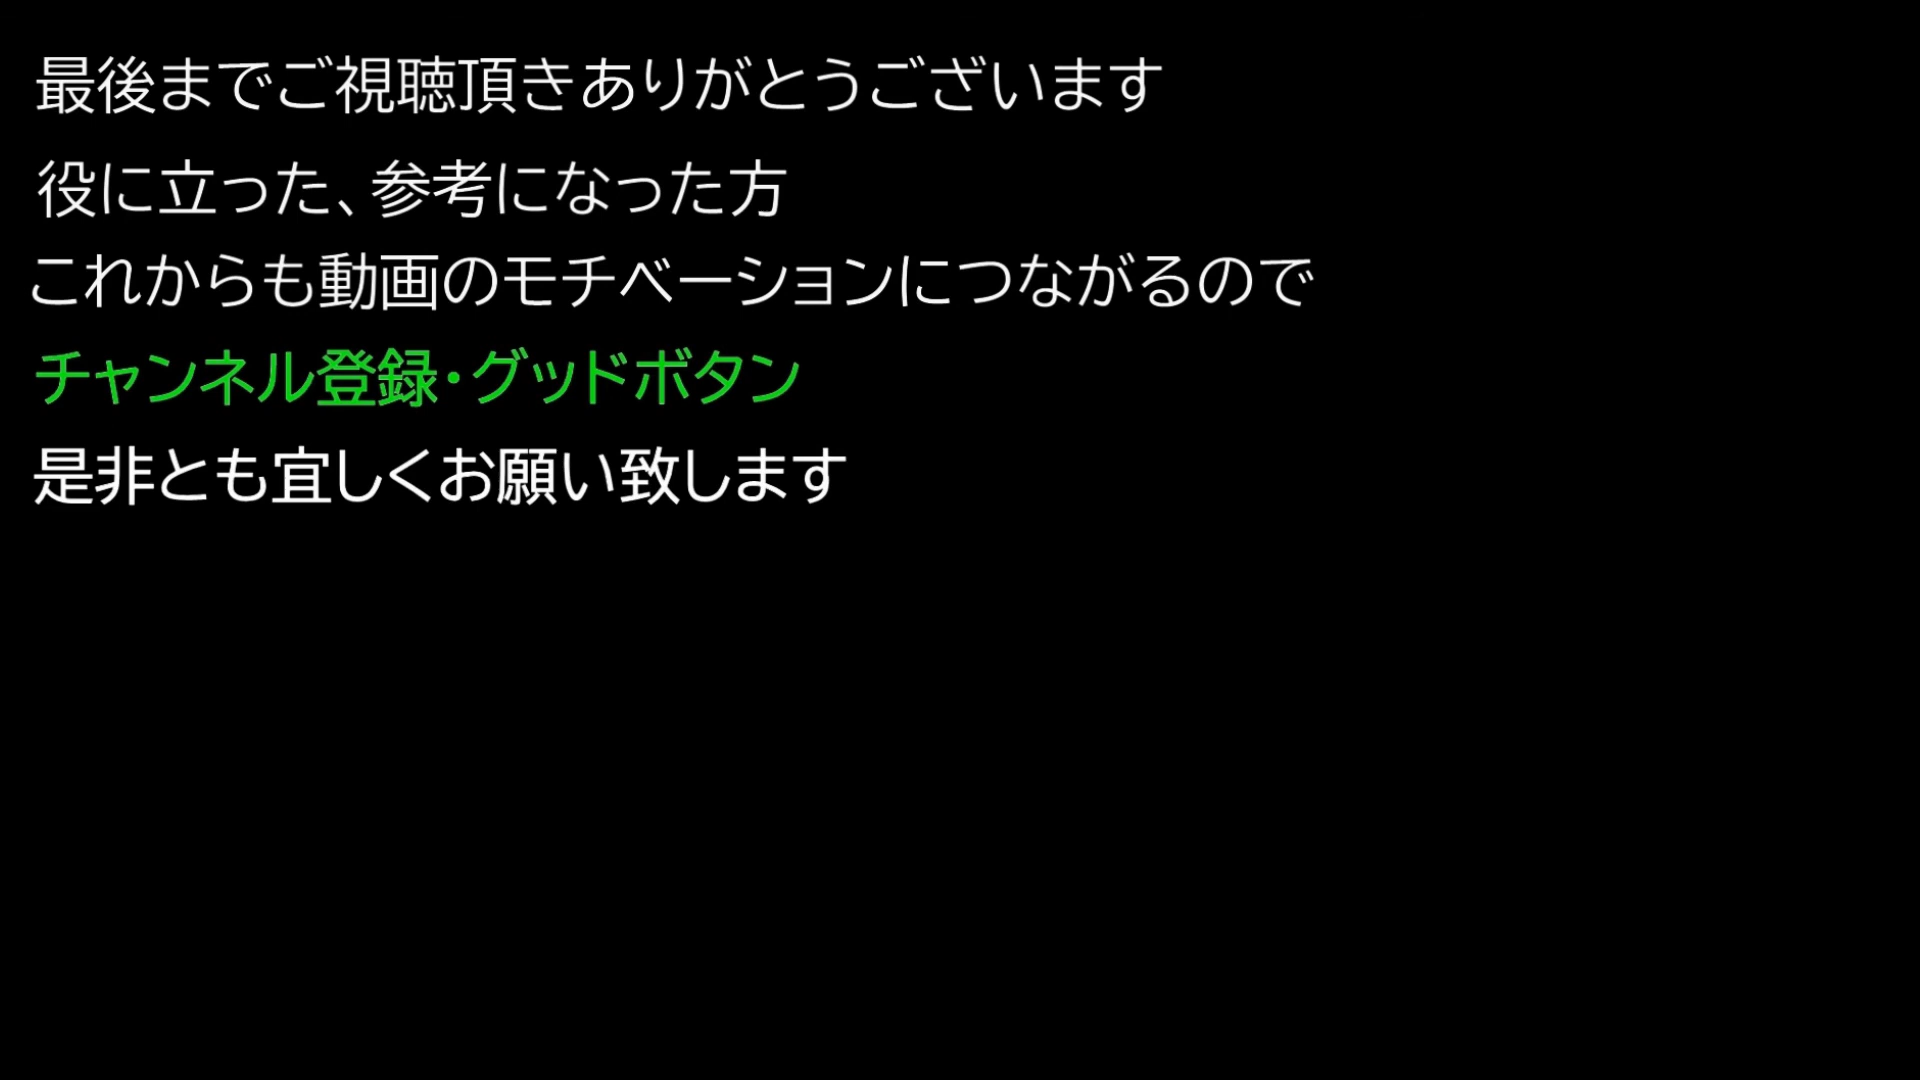 最後までご視聴頂きありがとうございます
役に立った、参考になった方
これからも動画のモチベーションにつながるので
チャンネル登録・グッドボタン
是非とも宜しくお願い致します